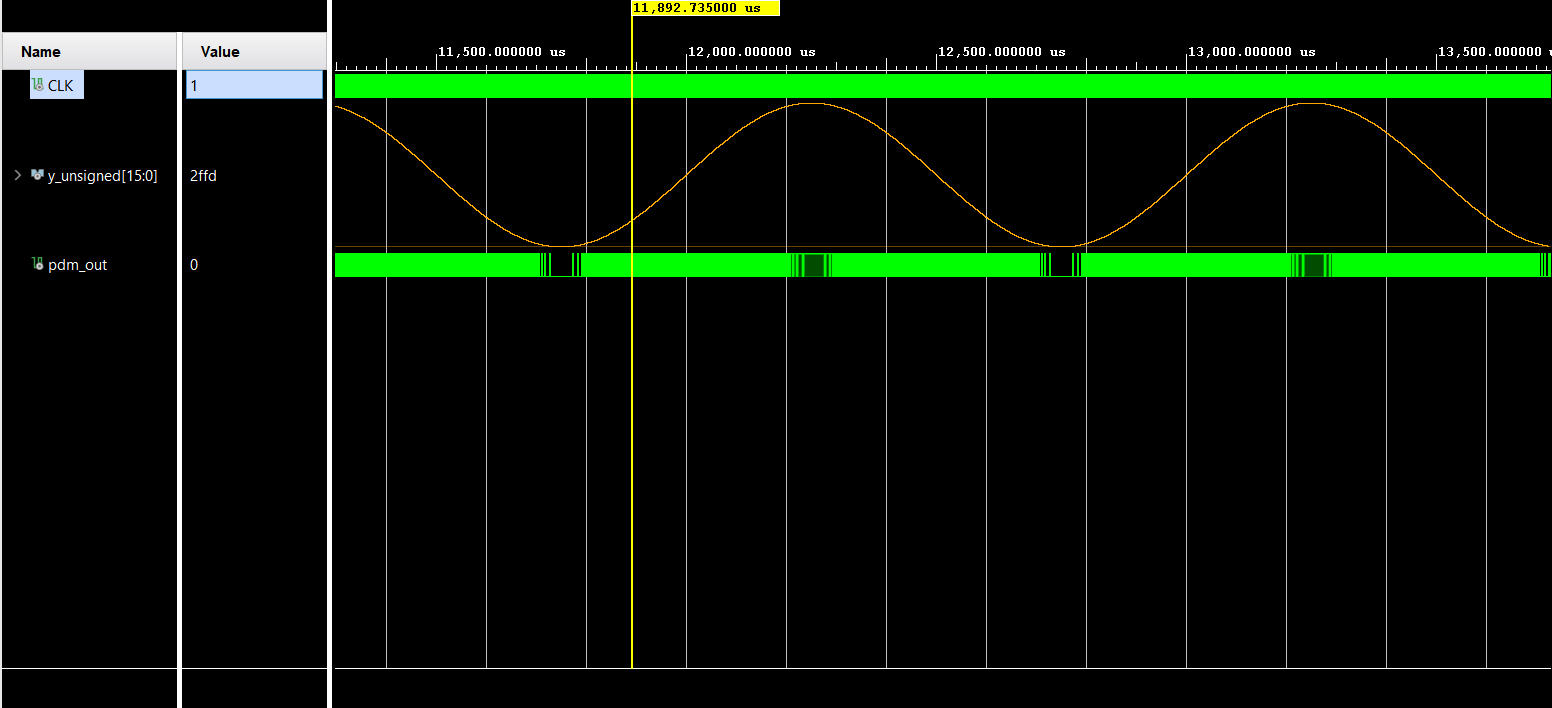 11,892.735000 us
Name Value
11,500.000000 us 12,000.000000 us 12,500.000000 us 13,000.000000 us 13,500.000000
CLK 1
y_unsigned[15:0] 2ffd
pdm_out 0